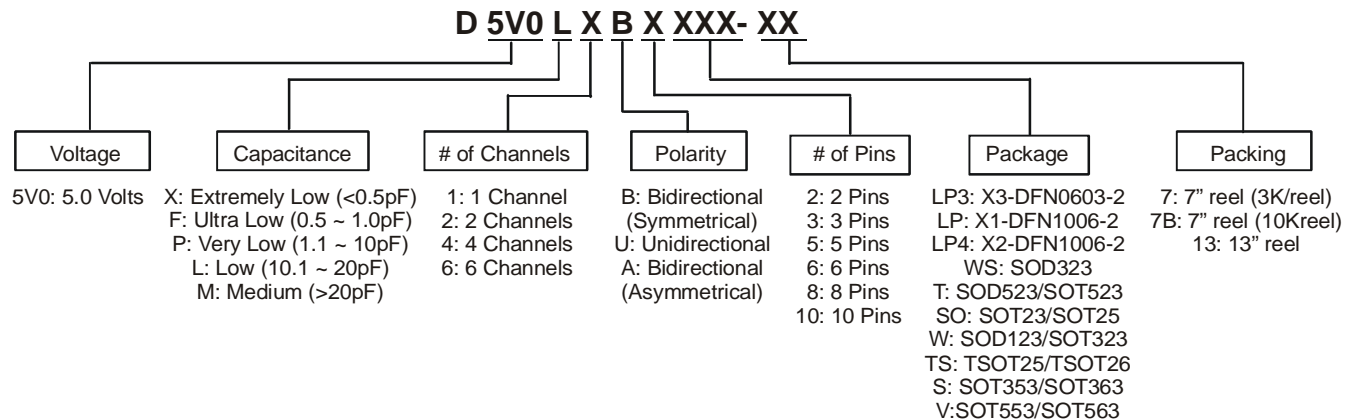 D 5V0 L X B X XXX- XX
Voltage
5V0: 5.0 Volts
Capacitance
X: Extremely Low (<0.5pF)
F: Ultra Low (0.5 ~ 1.0pF)
P: Very Low (1.1 ~ 10pF)
L: Low (10.1 ~ 20pF)
M: Medium (>20pF)
# of Channels
1: 1 Channel
2: 2 Channels
4: 4 Channels
6: 6 Channels
Polarity
B: Bidirectional
(Symmetrical)
U: Unidirectional
A: Bidirectional
(Asymmetrical)
# of Pins
2: 2 Pins
3: 3 Pins
5: 5 Pins
6: 6 Pins
8: 8 Pins
10: 10 Pins
Package
LP3: X3-DFN0603-2
LP: X1-DFN1006-2
LP4: X2-DFN1006-2
WS: SOD323
T: SOD523/SOT523
SO: SOT23/SOT25
W: SOD123/SOT323
TS: TSOT25/TSOT26
S: SOT353/SOT363
V:SOT553/SOT563
Packing
7: 7” reel (3K/reel)
7B: 7” reel (10Kreel)
13: 13” reel